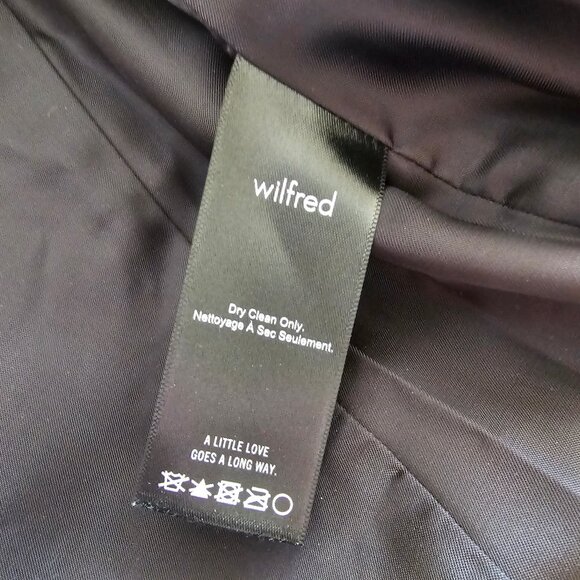 wilfred
Dry Clean Only.
Nettoyage À Sec Seulement.
A LITTLE LOVE
GOES A LONG WAY.